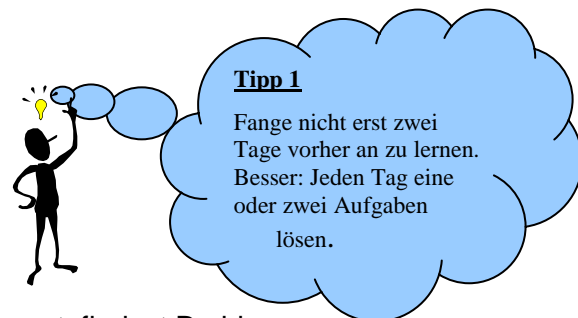 Tipp 1
Fange nicht erst zwei
Tage vorher an zu lernen.
Besser: Jeden Tag eine
oder zwei Aufgaben
lösen.